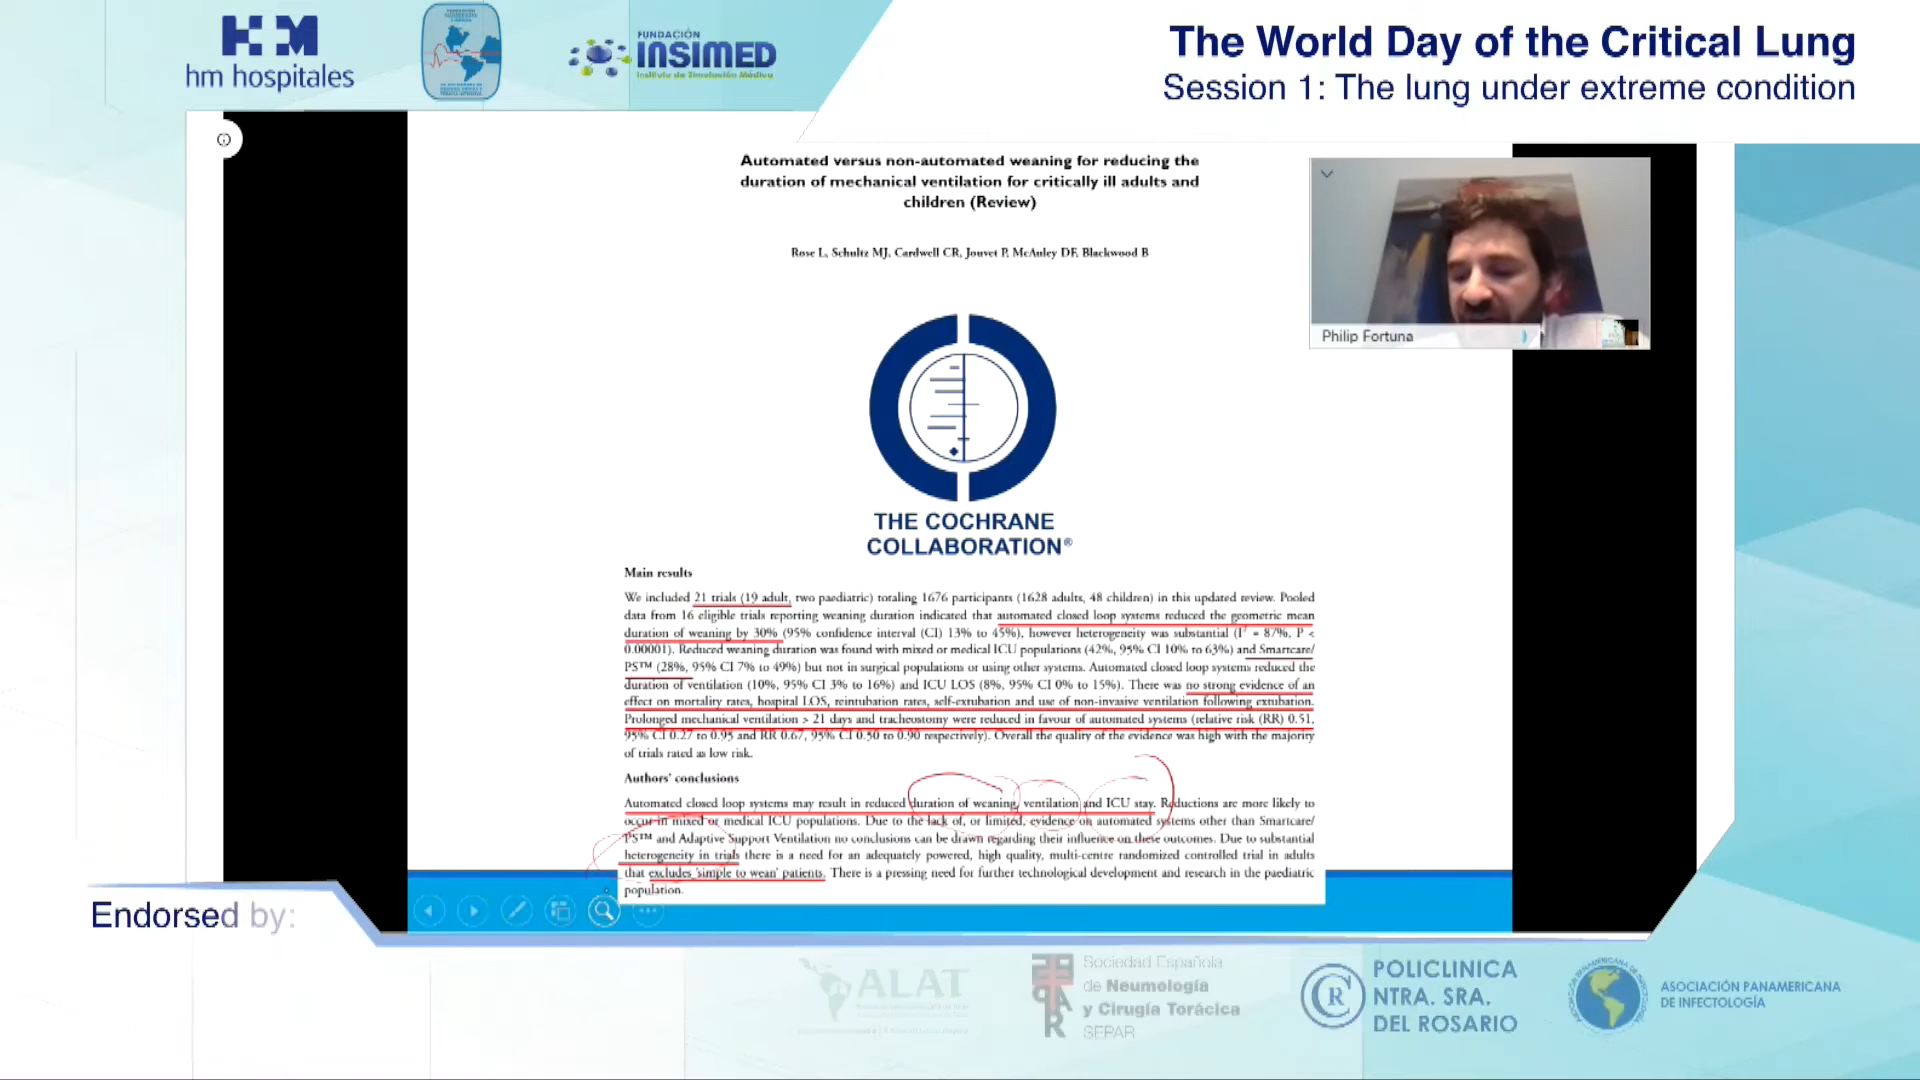 hm hospitales
FUNDACIÓN
INSIMED
Instituto de Simulación Médica
The World Day of the Critical Lung
Session 1: The lung under extreme condition
Automated versus non-automated weaning for reducing the
duration of mechanical ventilation for critically ill adults and
children (Review)
Rose L, Schultz MJ, Cardwell CR, Jouvet P, McAuley DF, Blackwood B
Philip Fortuna
THE COCHRANE
COLLABORATION®
Main results
We included 21 trials (19 adult, two paediatric) totaling 1676 participants (1628 adults, 48 children) in this updated review. Pooled
data from 16 eligible trials reporting weaning duration indicated that automated closed loop systems reduced the geometric mean
duration of weaning by 30% (95% confidence interval (CI) 13% to 45%), however heterogeneity was substantial (I² = 87%, P <
0.00001). Reduced weaning duration was found with mixed or medical ICU populations (42%, 95% CI 10% to 63%) and Smartcare/
PS™ (28%, 95% CI 7% to 49%) but not in surgical populations or using other systems. Automated closed loop systems reduced the
duration of ventilation (10%, 95% CI 3% to 16%) and ICU LOS (8%, 95% CI 0% to 15%). There was no strong evidence of an
effect on mortality rates, hospital LOS, reintubation rates, self-extubation and use of non-invasive ventilation following extubation.
Prolonged mechanical ventilation > 21 days and tracheostomy were reduced in favour of automated systems (relative risk (RR) 0.51,
95% CI 0.27 to 0.95 and RR 0.67, 95% CI 0.50 to 0.90 respectively). Overall the quality of the evidence was high with the majority
of trials rated as low risk.
Authors' conclusions
Automated closed loop systems may result in reduced duration of weaning, ventilation and ICU stay. Reductions are more likely to
occur in mixed or medical ICU populations. Due to the lack of, or limited, evidence on automated systems other than Smartcare/
PS™ and Adaptive Support Ventilation no conclusions can be drawn regarding their influence on these outcomes. Due to substantial
heterogeneity in trials there is a need for an adequately powered, high quality, multi-centre randomized controlled trial in adults
that excludes 'simple to wean' patients. There is a pressing need for further technological development and research in the paediatric
population.
Endorsed by:
ALAT
Sociedad Española
de Neumología
y Cirugía Torácica
SEPAR
POLICLINICA
NTRA. SRA.
DEL ROSARIO
ASOCIACIÓN PANAMERICANA
DE INFECTOLOGÍA